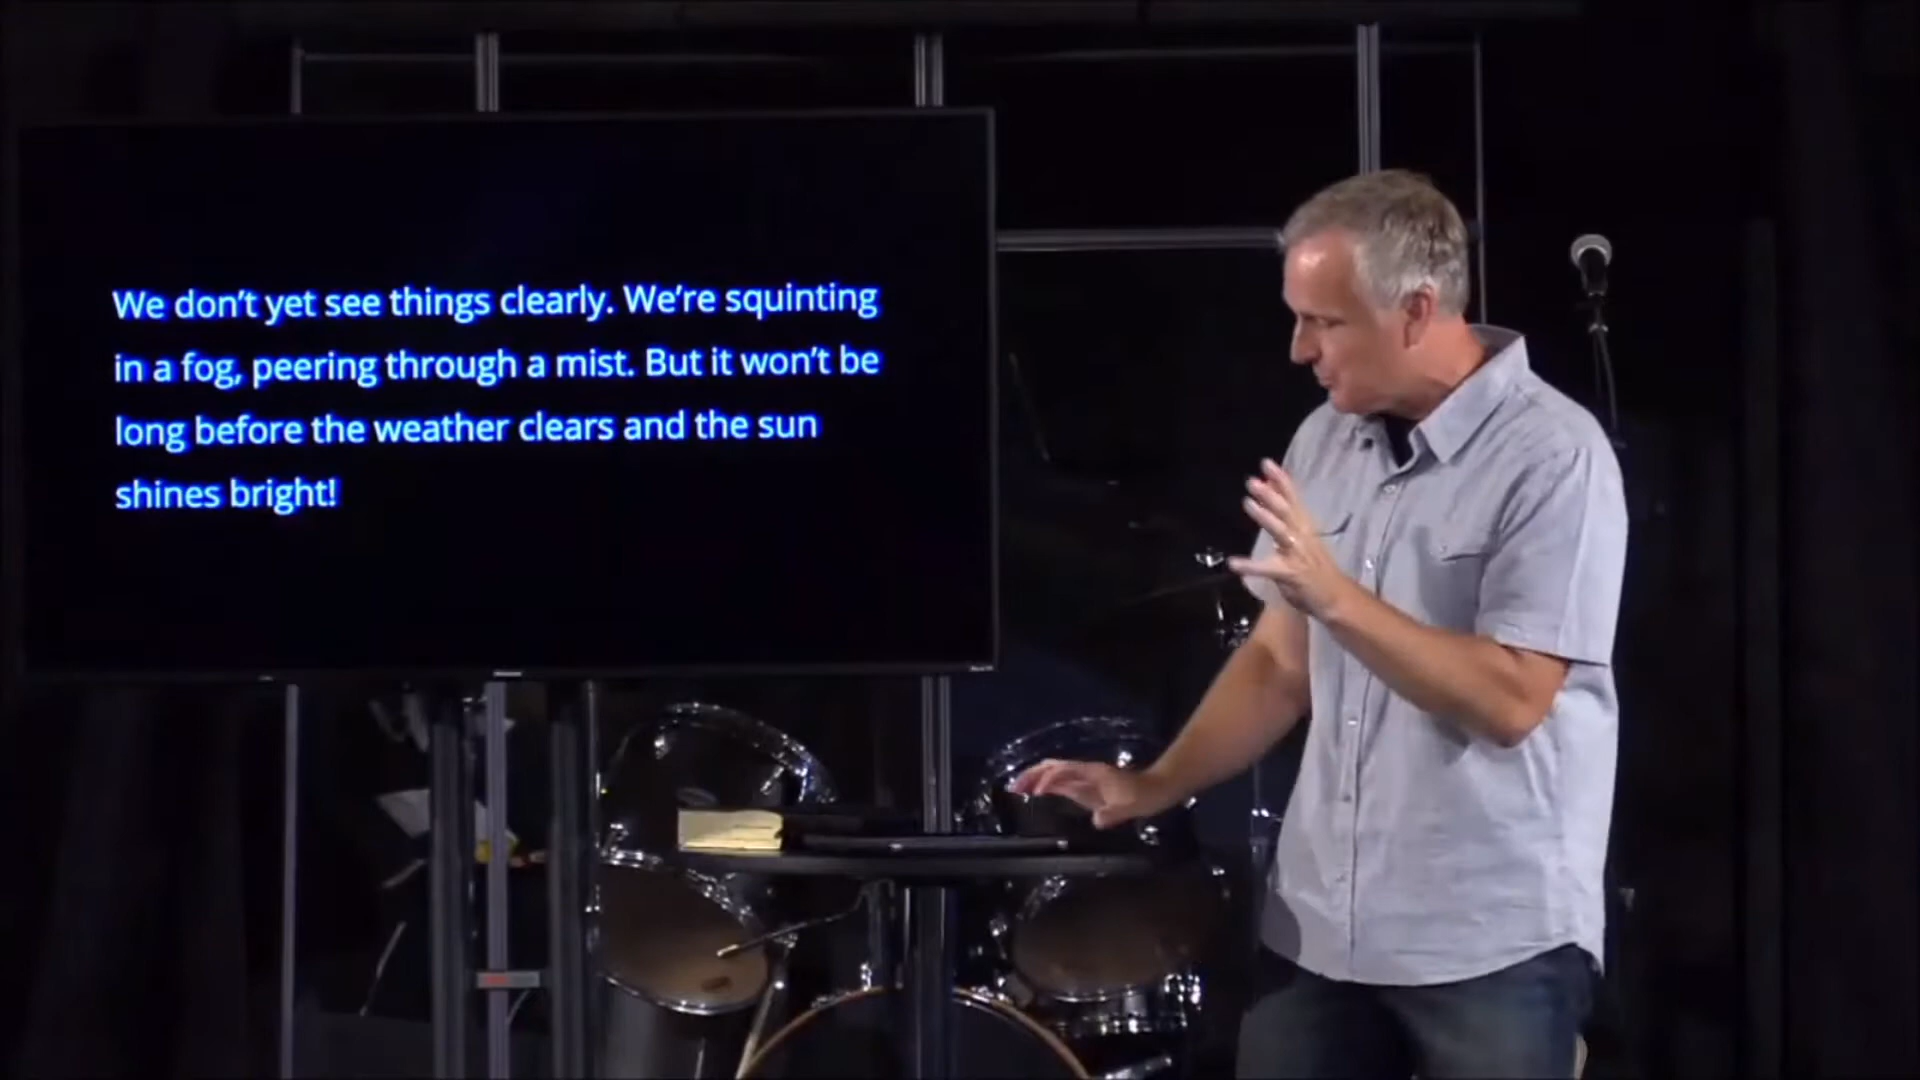 We don’t yet see things clearly. We’re squinting
in a fog, peering through a mist. But it won’t be
long before the weather clears and the sun
shines bright!